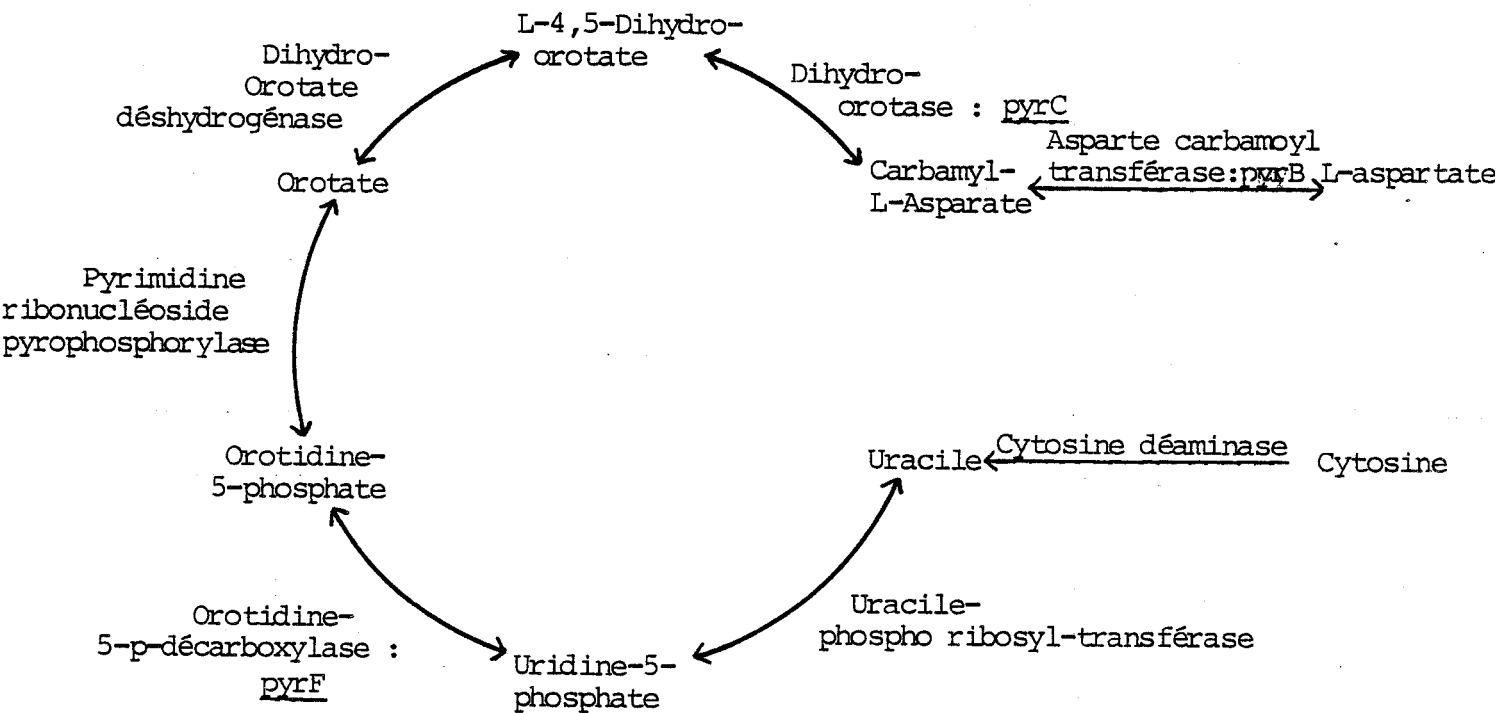 L-4,5-Dihydro-
orotate
Dihydro-
Orotate
déshydrogénase
Dihydro-
orotase : pyrC
Asparte carbamoyl
transférase:pyrB
Carbamyl-
L-Asparate
L-aspartate
Orotate
Pyrimidine
ribonucléoside
pyrophosphorylase
Orotidine-
5-phosphate
Uracile
Cytosine déaminase
Cytosine
Orotidine-
5-p-décarboxylase :
pyrF
Uridine-5-
phosphate
Uracile-
phospho ribosyl-transférase